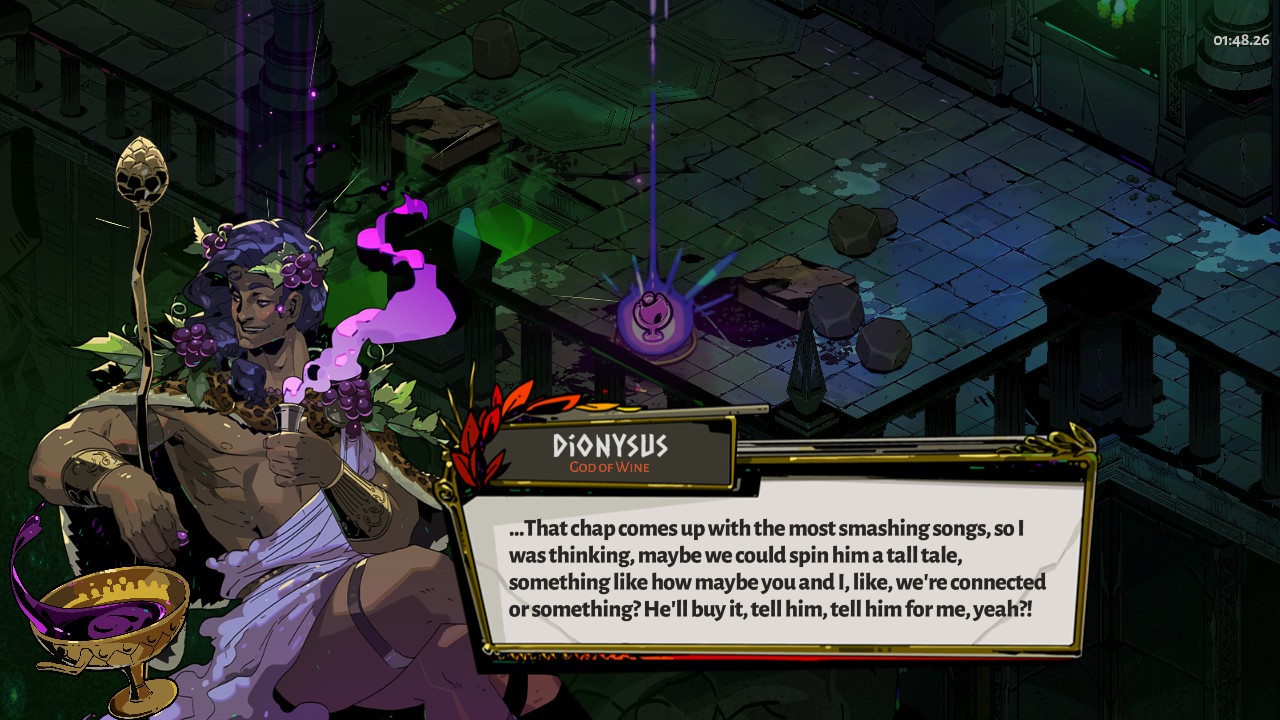 01:48.26
DiONYSUS
GOD OF WINE
...That chap comes up with the most smashing songs, so I
was thinking, maybe we could spin him a tall tale,
something like how maybe you and I, like, we're connected
or something? He'll buy it, tell him, tell him for me, yeah?!